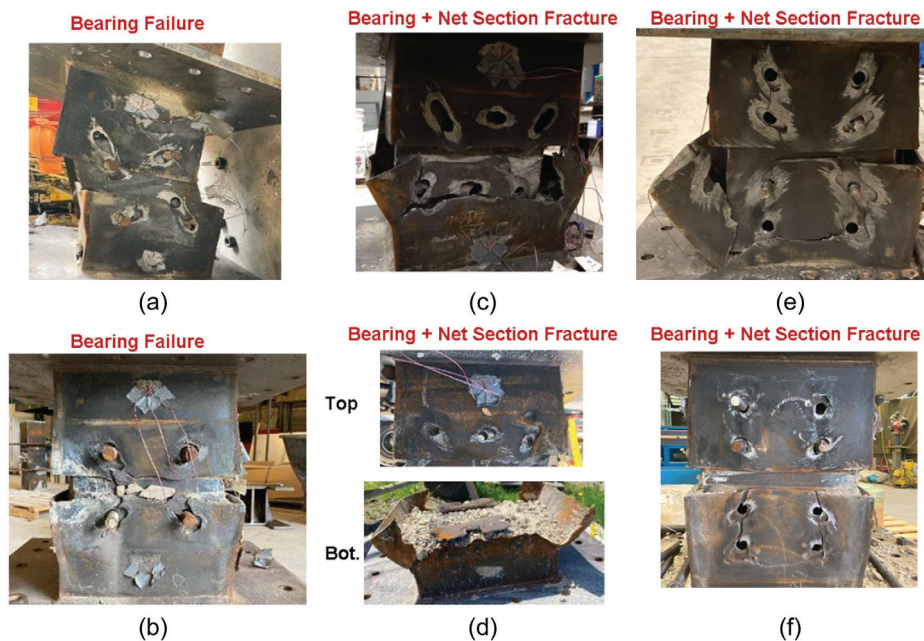 Bearing Failure
Bearing + Net Section Fracture
Bearing + Net Section Fracture
(a)
(c)
(e)
Bearing Failure
Bearing + Net Section Fracture
Bearing + Net Section Fracture
Top
Bot.
(b)
(d)
(f)